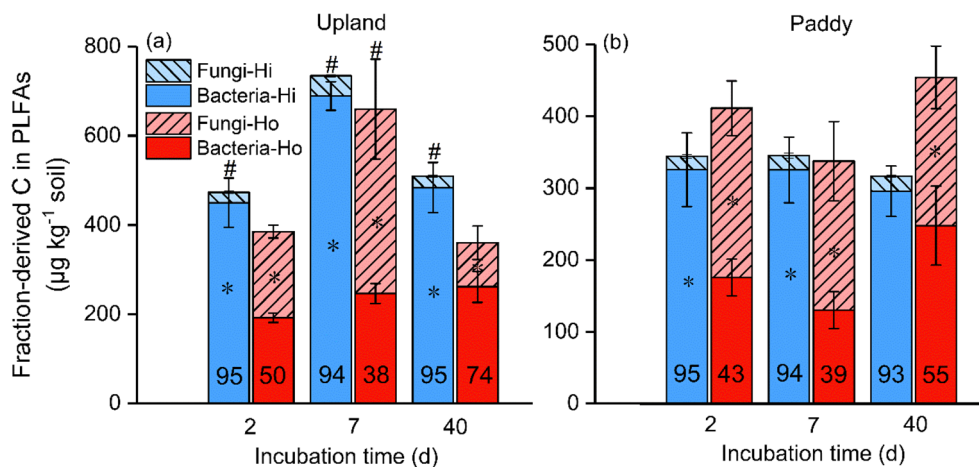 Upland
Paddy
(a)
Fungi-Hi
Bacteria-Hi
Fungi-Ho
Bacteria-Ho
(b)
Fraction-derived C in PLFAs
(µg kg⁻¹ soil)
800
600
400
200
0
500
400
300
200
100
0
# # # #
* * * * * *
* * * * *
95 50 94 38 95 74
95 43 94 39 93 55
2 7 40
2 7 40
Incubation time (d)
Incubation time (d)